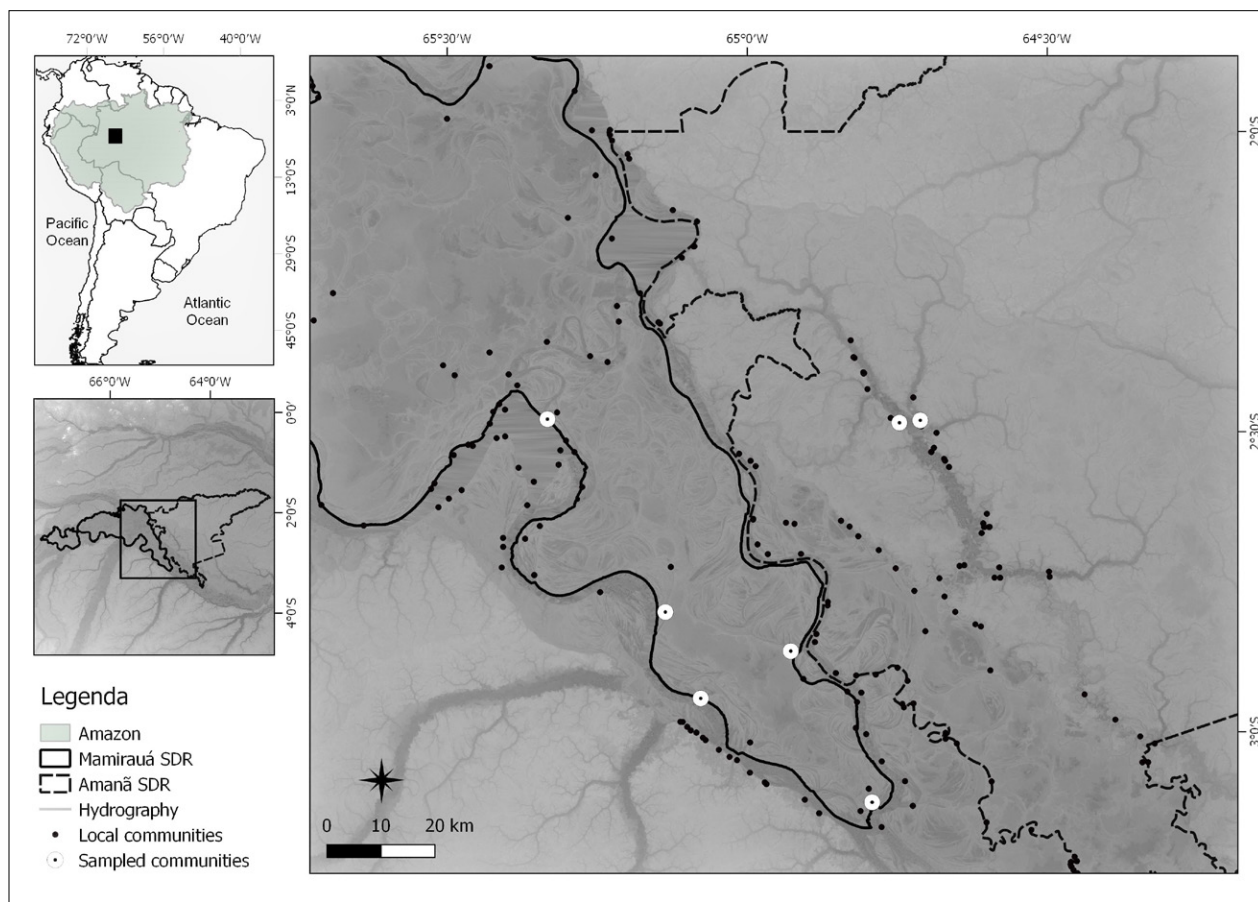 72°0'W 56°0'W 40°0'W
3°0'N
13°0'S
29°0'S
45°0'S
Pacific
Ocean
Atlantic
Ocean
66°0'W 64°0'W
0°0'
2°0'S
4°0'S
Legenda
Amazon
Mamirauá SDR
Amanã SDR
Hydrography
Local communities
Sampled communities
65°30'W 65°0'W 64°30'W
2°0'S
2°30'S
3°0'S
0 10 20 km